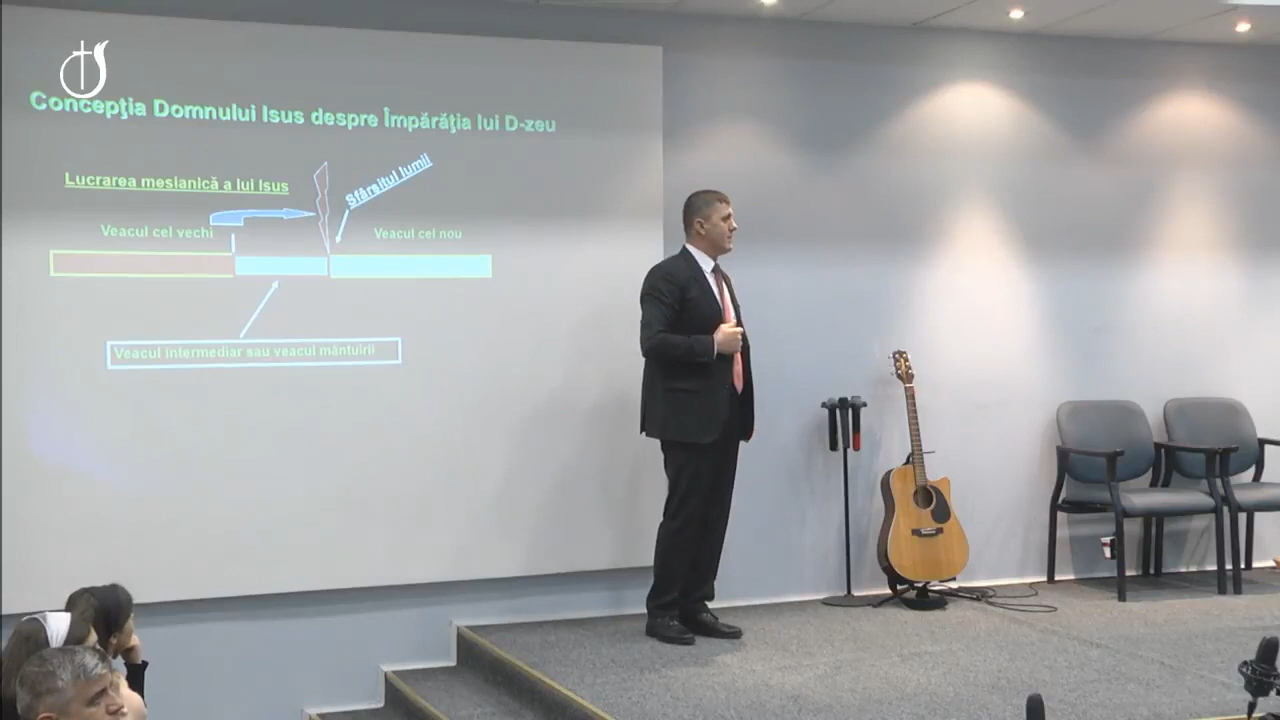 Concepţia Domnului Isus despre Împărăţia lui D-zeu
Lucrarea mesianică a lui Isus
Sfârsitul lumii
Veacul cel vechi
Veacul cel nou
Veacul intermediar sau veacul mântuirii